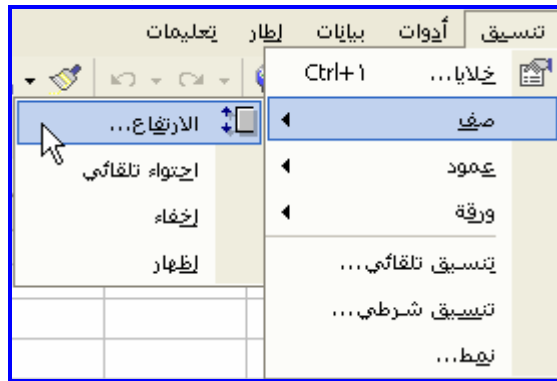 تنسيق أدوات بيانات إطار تعليمات
خلايا... Ctrl+١
صف
عمود
ورقة
تنسيق تلقائي...
تنسيق شرطي...
نمط...
الارتفاع...
احتواء تلقائي
إخفاء
إظهار